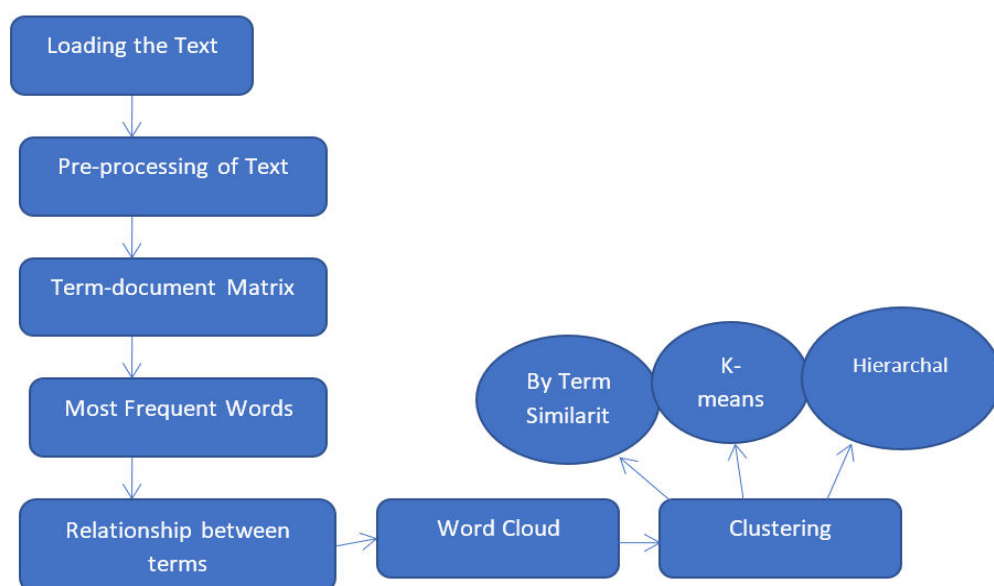 Loading the Text
Pre-processing of Text
Term-document Matrix
Most Frequent Words
Relationship between
terms
Word Cloud
Clustering
By Term
Similarit
K-
means
Hierarchal